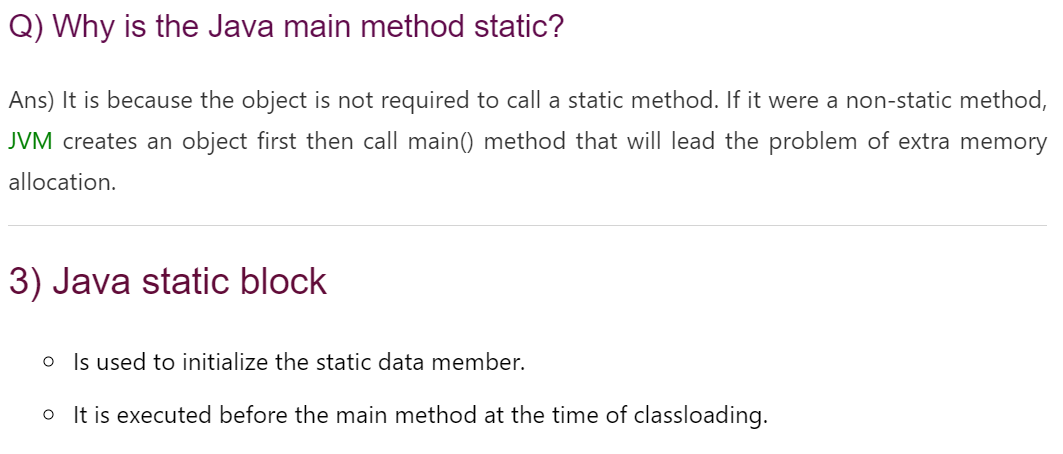 Q) Why is the Java main method static?
Ans) It is because the object is not required to call a static method. If it were a non-static method,
JVM creates an object first then call main() method that will lead the problem of extra memory
allocation.
3) Java static block
Is used to initialize the static data member.
It is executed before the main method at the time of classloading.